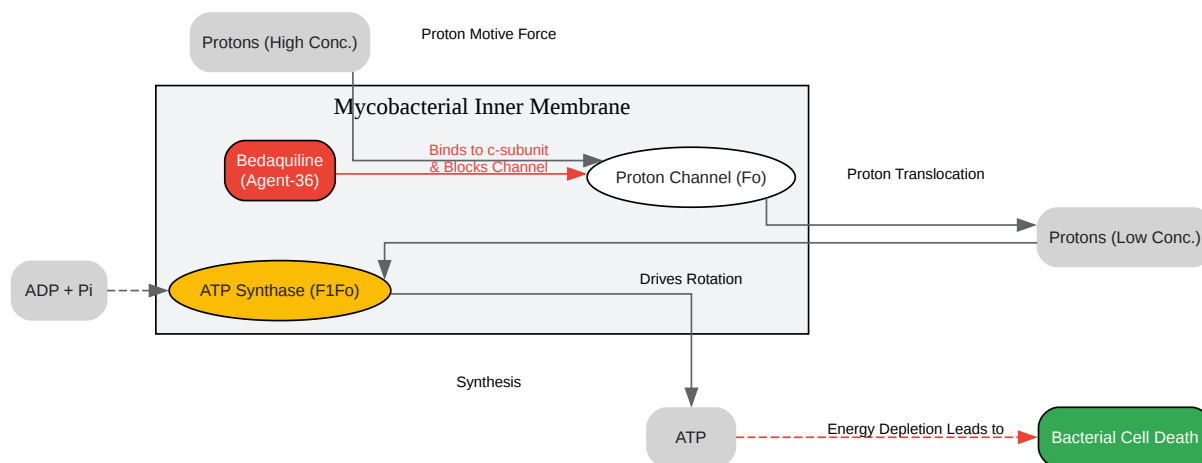 Protons (High Conc.)
Proton Motive Force
Mycobacterial Inner Membrane
Bedaquiline
(Agent-36)
Binds to c-subunit
& Blocks Channel
Proton Channel (Fo)
Proton Translocation
Protons (Low Conc.)
ADP + Pi
ATP Synthase (F1Fo)
Drives Rotation
Synthesis
ATP
Energy Depletion Leads to
Bacterial Cell Death